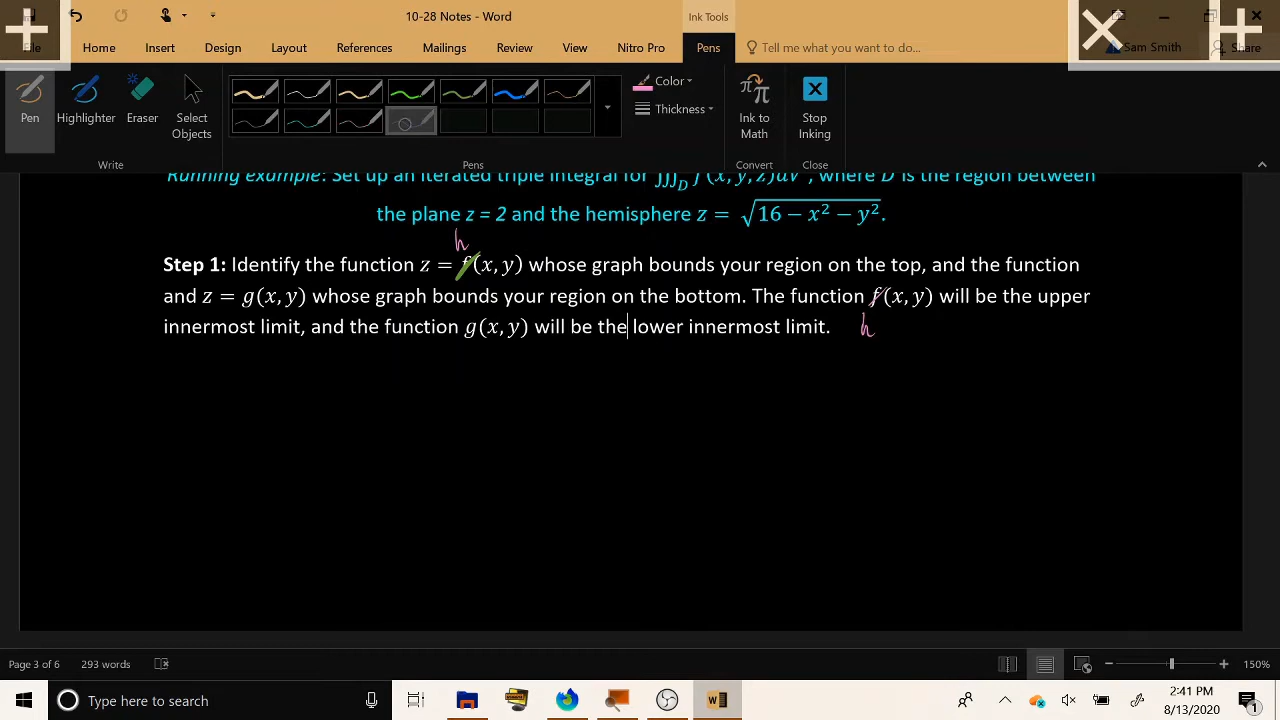 10-28 Notes - Word
Ink Tools
File Home Insert Design Layout References Mailings Review View Nitro Pro Pens Tell me what you want to do... Sam Smith Share
Pen Highlighter Eraser Select Objects
Color
Thickness
Ink to Math
Stop Inking
Write Pens Convert Close
Running example: Set up an iterated triple integral for ∭_D f(x, y, z)dV, where D is the region between
the plane z = 2 and the hemisphere z = √(16 − x² − y²).
h
Step 1: Identify the function z = f(x, y) whose graph bounds your region on the top, and the function
and z = g(x, y) whose graph bounds your region on the bottom. The function f(x, y) will be the upper
innermost limit, and the function g(x, y) will be the lower innermost limit.
h
Page 3 of 6 293 words 150%
Type here to search
2:41 PM
8/13/2020
1